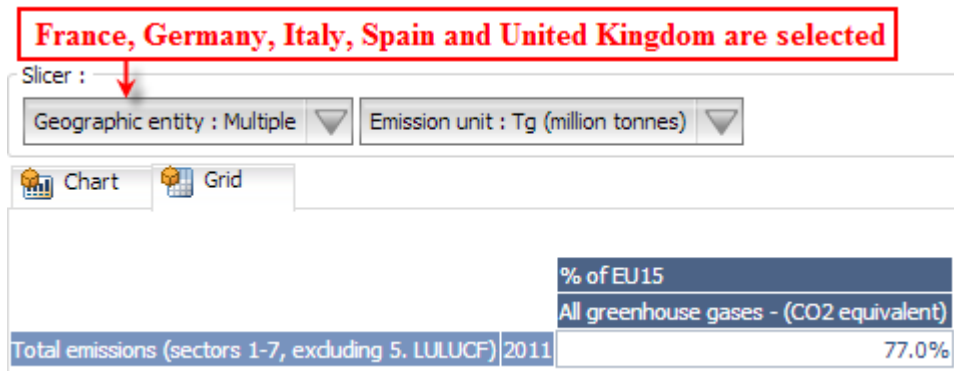 France, Germany, Italy, Spain and United Kingdom are selected
Slicer :
Geographic entity : Multiple Emission unit : Tg (million tonnes)
Chart Grid
% of EU15
All greenhouse gases - (CO2 equivalent)
Total emissions (sectors 1-7, excluding 5. LULUCF) 2011 77.0%